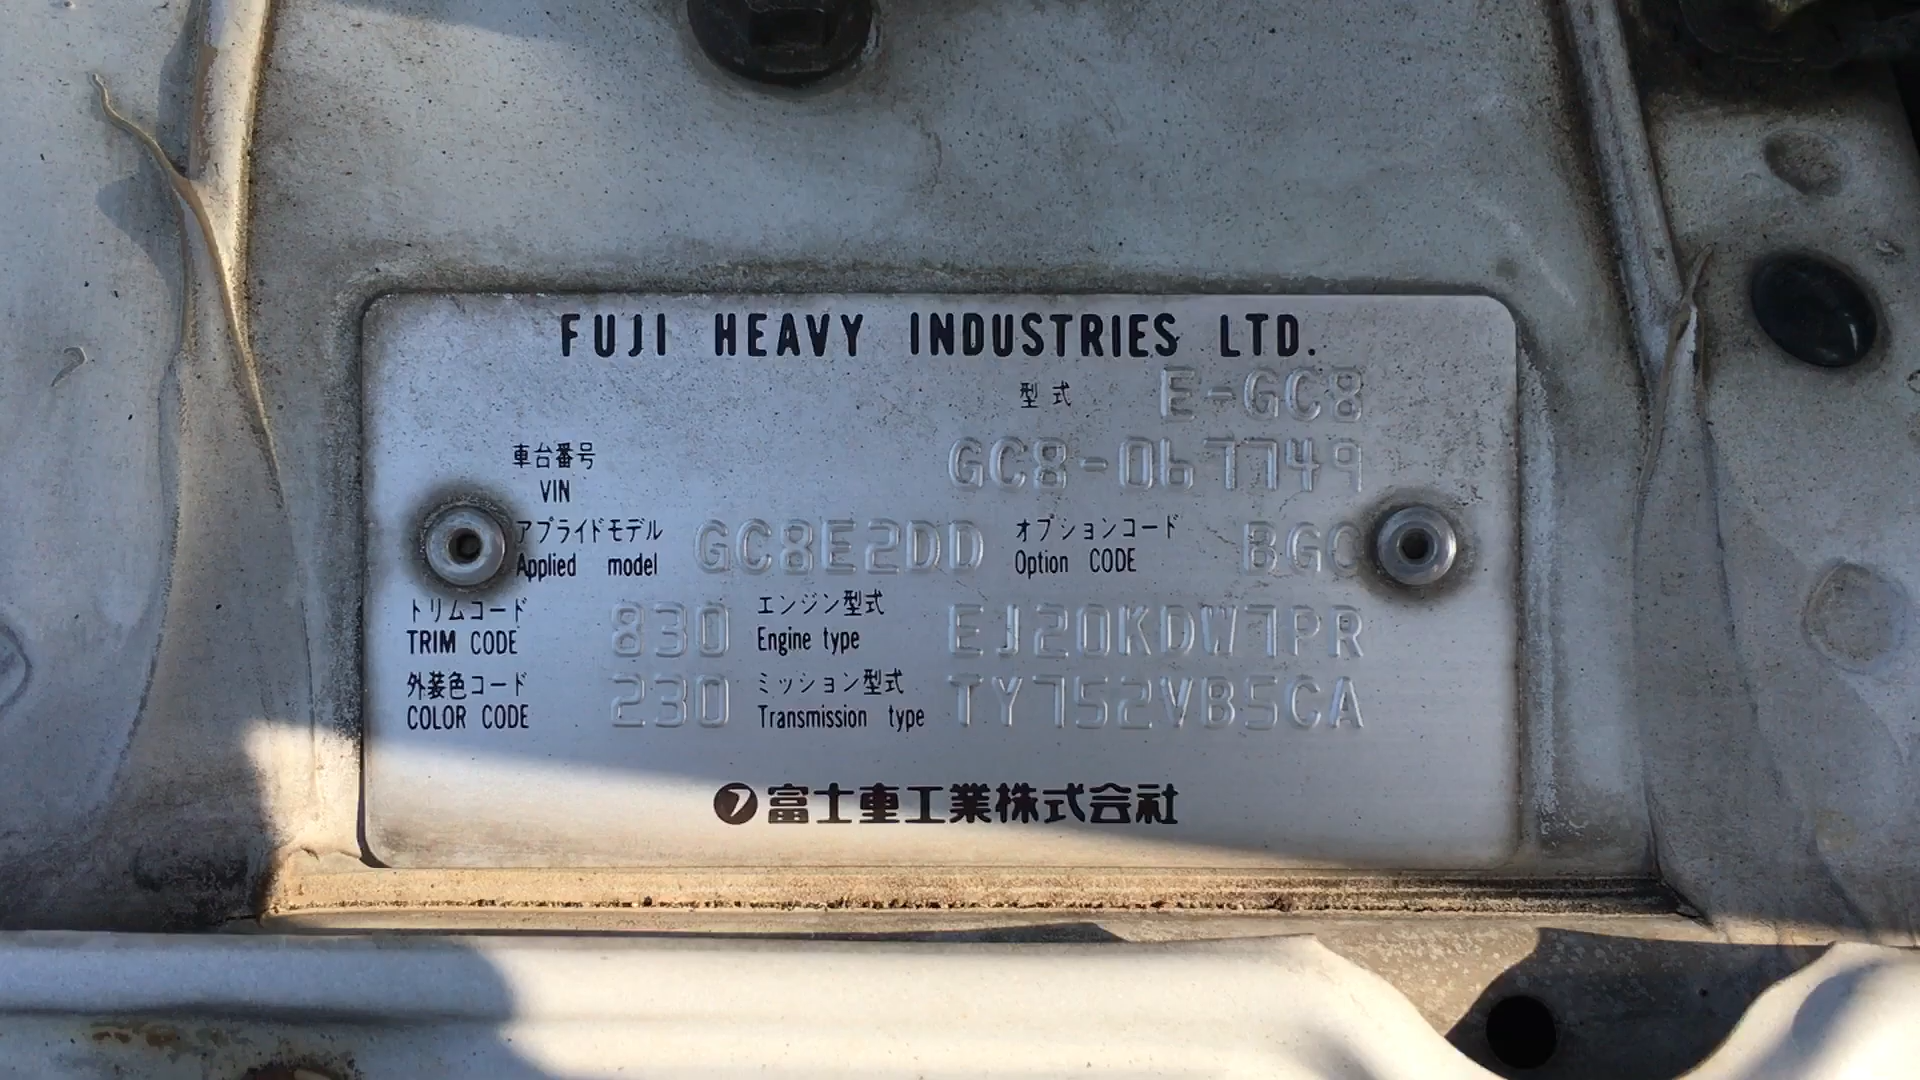 FUJI HEAVY INDUSTRIES LTD.
型式 E-GC8
車台番号
VIN GC8-067749
アプライドモデル オプションコード
Applied model GC8E2DD Option CODE BGC
トリムコード エンジン型式
TRIM CODE 830 Engine type EJ20KDW7PR
外装色コード ミッション型式
COLOR CODE 230 Transmission type TY752VB5CA
富士重工業株式会社